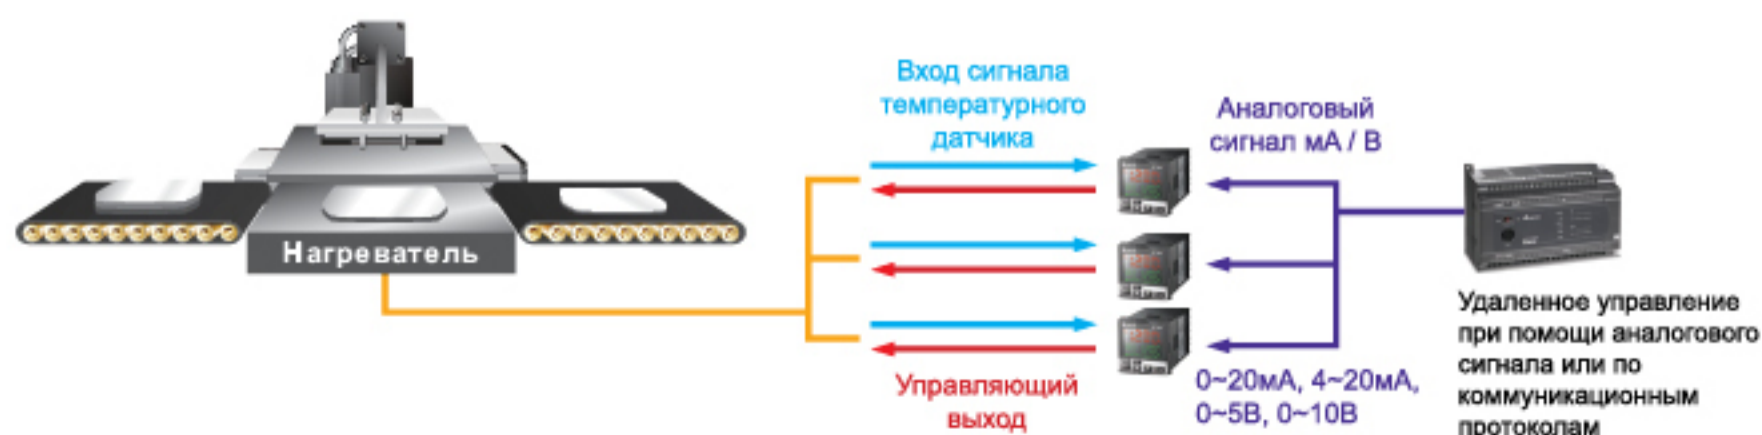 Вход сигнала
температурного
датчика
Аналоговый
сигнал мА / В
Нагреватель
Управляющий
выход
0~20мА, 4~20мА,
0~5В, 0~10В
Удаленное управление
при помощи аналогового
сигнала или по
коммуникационным
протоколам